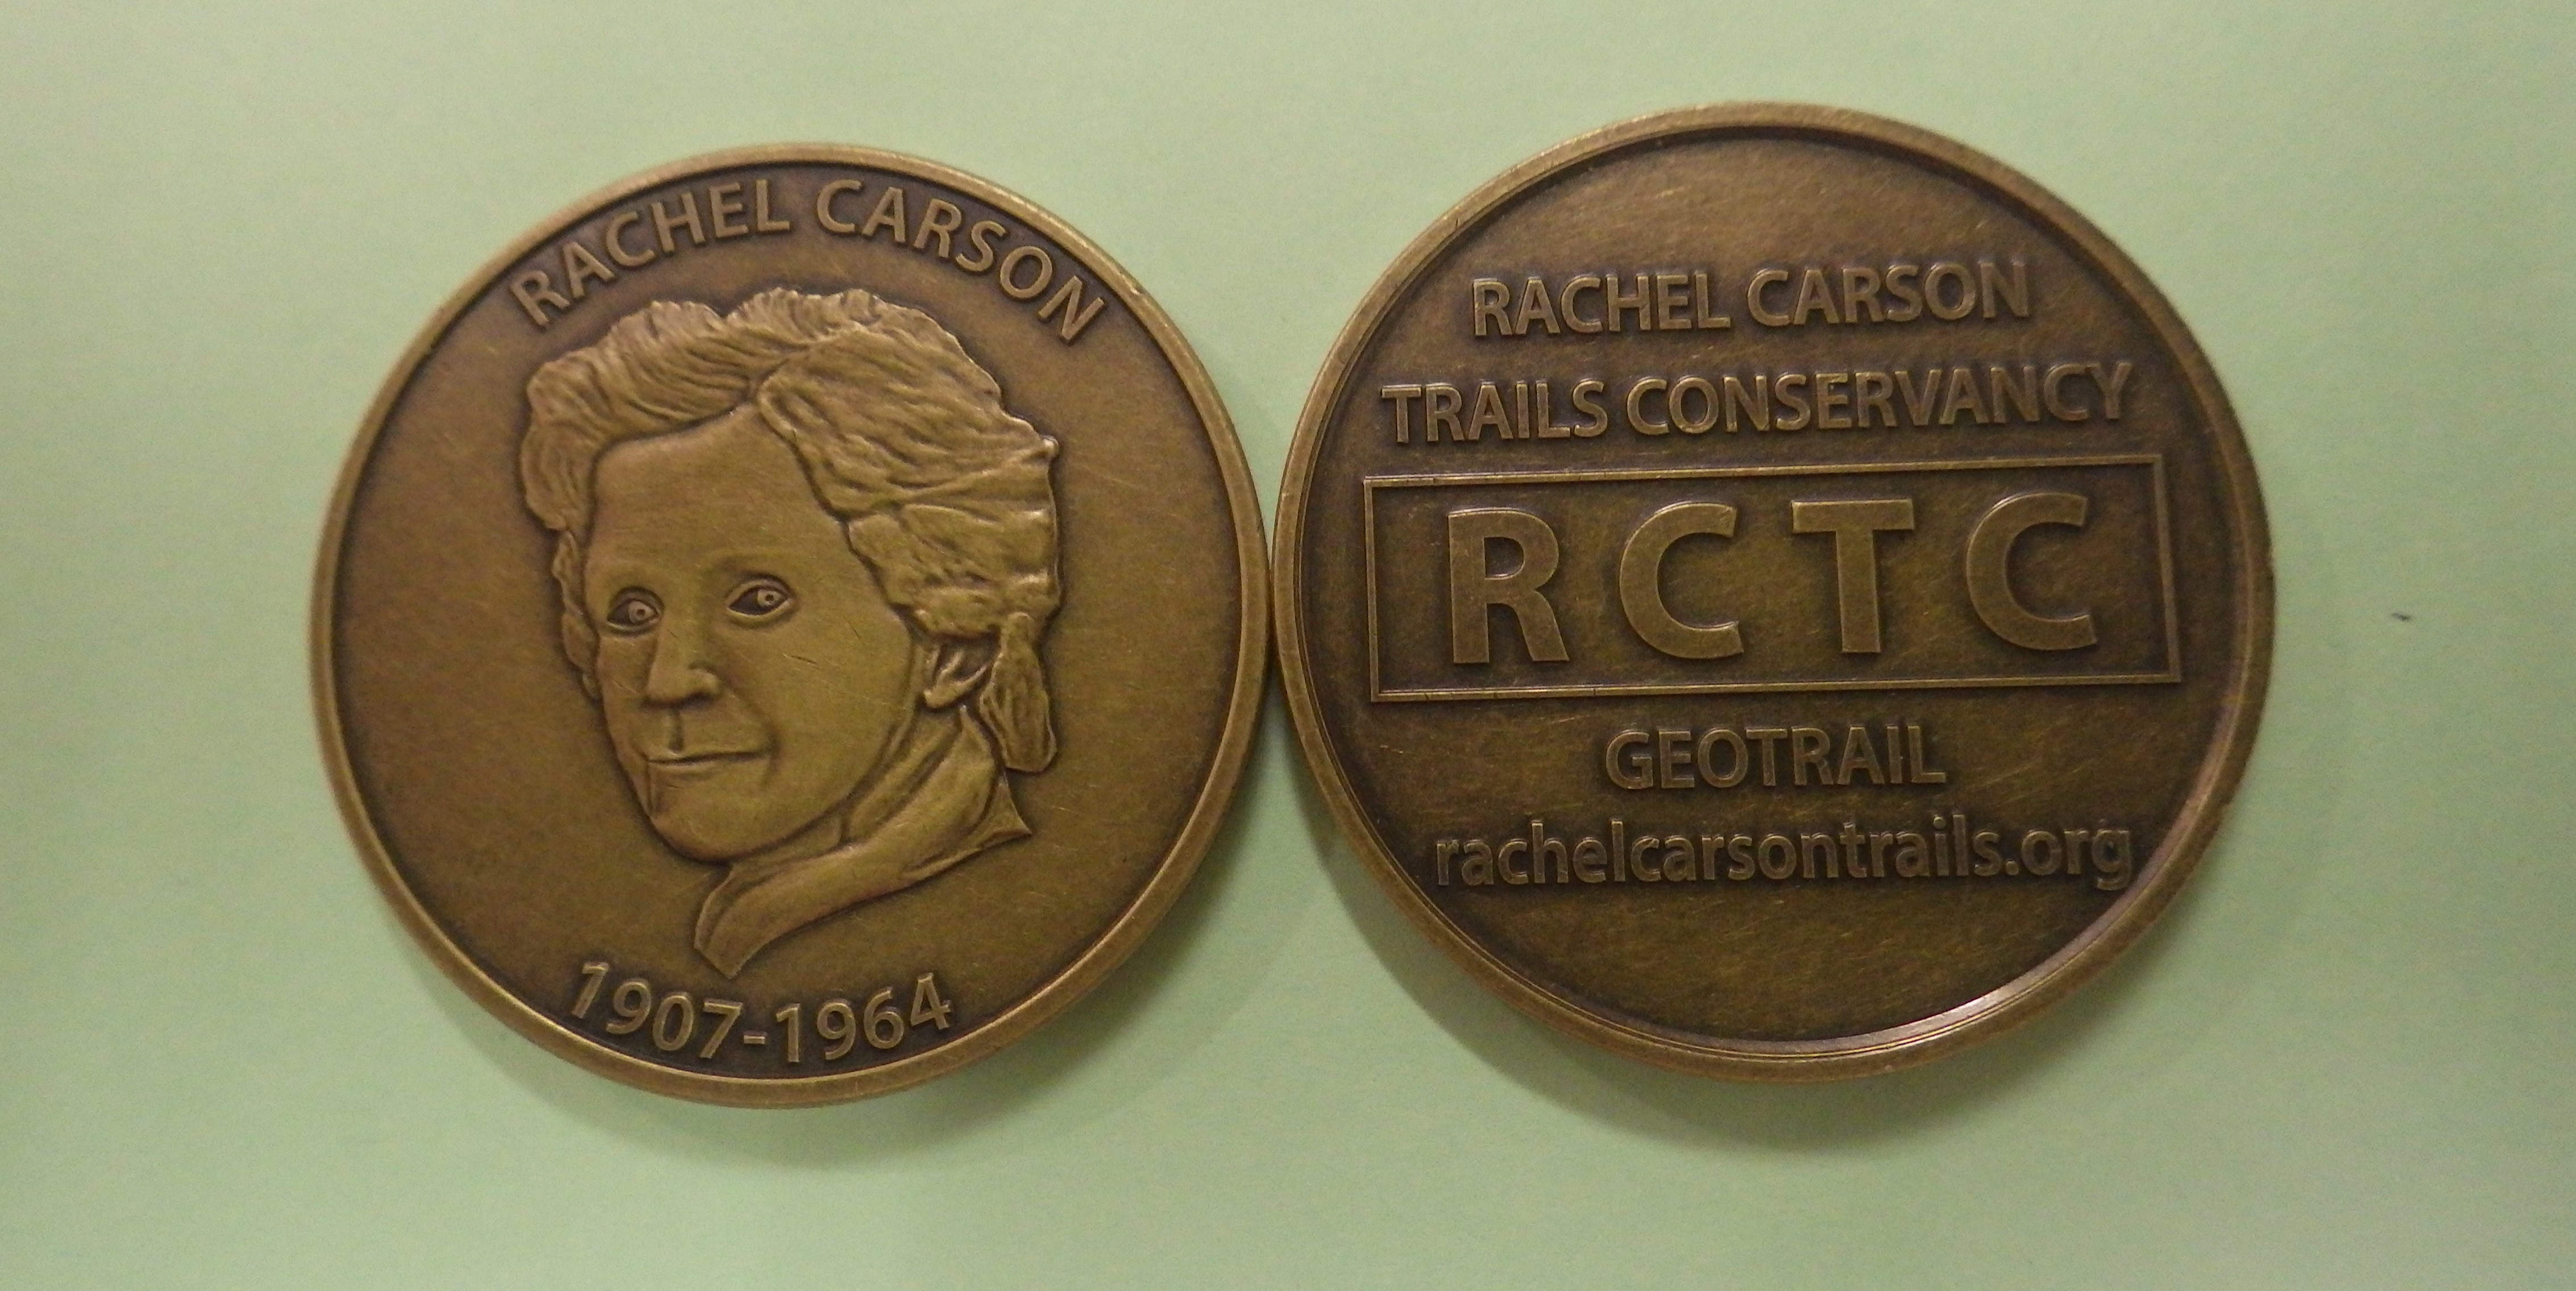 RACHEL CARSON
1907-1964
RACHEL CARSON
TRAILS CONSERVANCY
RCTC
GEOTRAIL
rachelcarsontrails.org